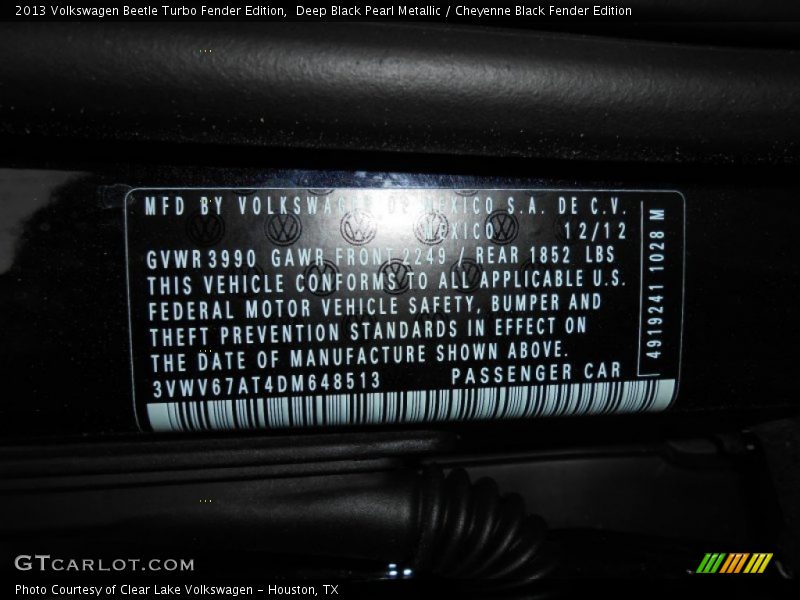 2013 Volkswagen Beetle Turbo Fender Edition,  Deep Black Pearl Metallic / Cheyenne Black Fender Edition
MFD BY VOLKSWAGEN DE MEXICO S.A. DE C.V.
MEXICO 12/12
GVWR 3990 GAWR FRONT 2249 / REAR 1852 LBS
THIS VEHICLE CONFORMS TO ALL APPLICABLE U.S.
FEDERAL MOTOR VEHICLE SAFETY, BUMPER AND
THEFT PREVENTION STANDARDS IN EFFECT ON
THE DATE OF MANUFACTURE SHOWN ABOVE.
3VWV67AT4DM648513 PASSENGER CAR
4919241 1028 M
GTCARLOT.COM
Photo Courtesy of Clear Lake Volkswagen - Houston, TX